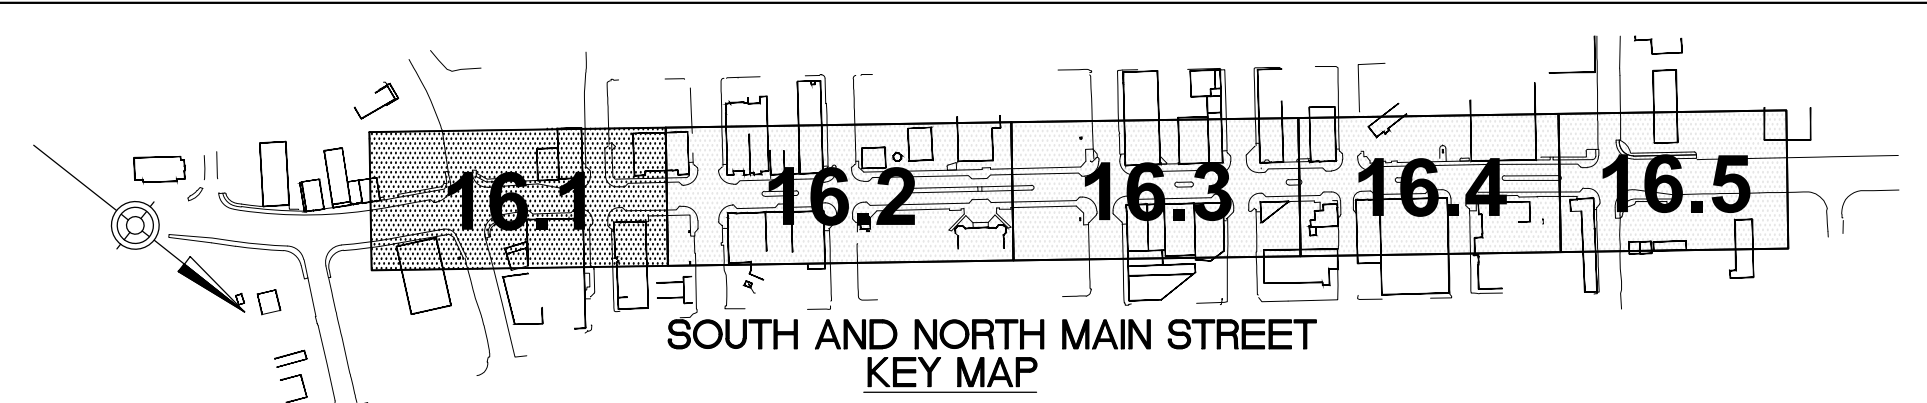 16.1 16.2 16.3 16.4 16.5
SOUTH AND NORTH MAIN STREET
KEY MAP